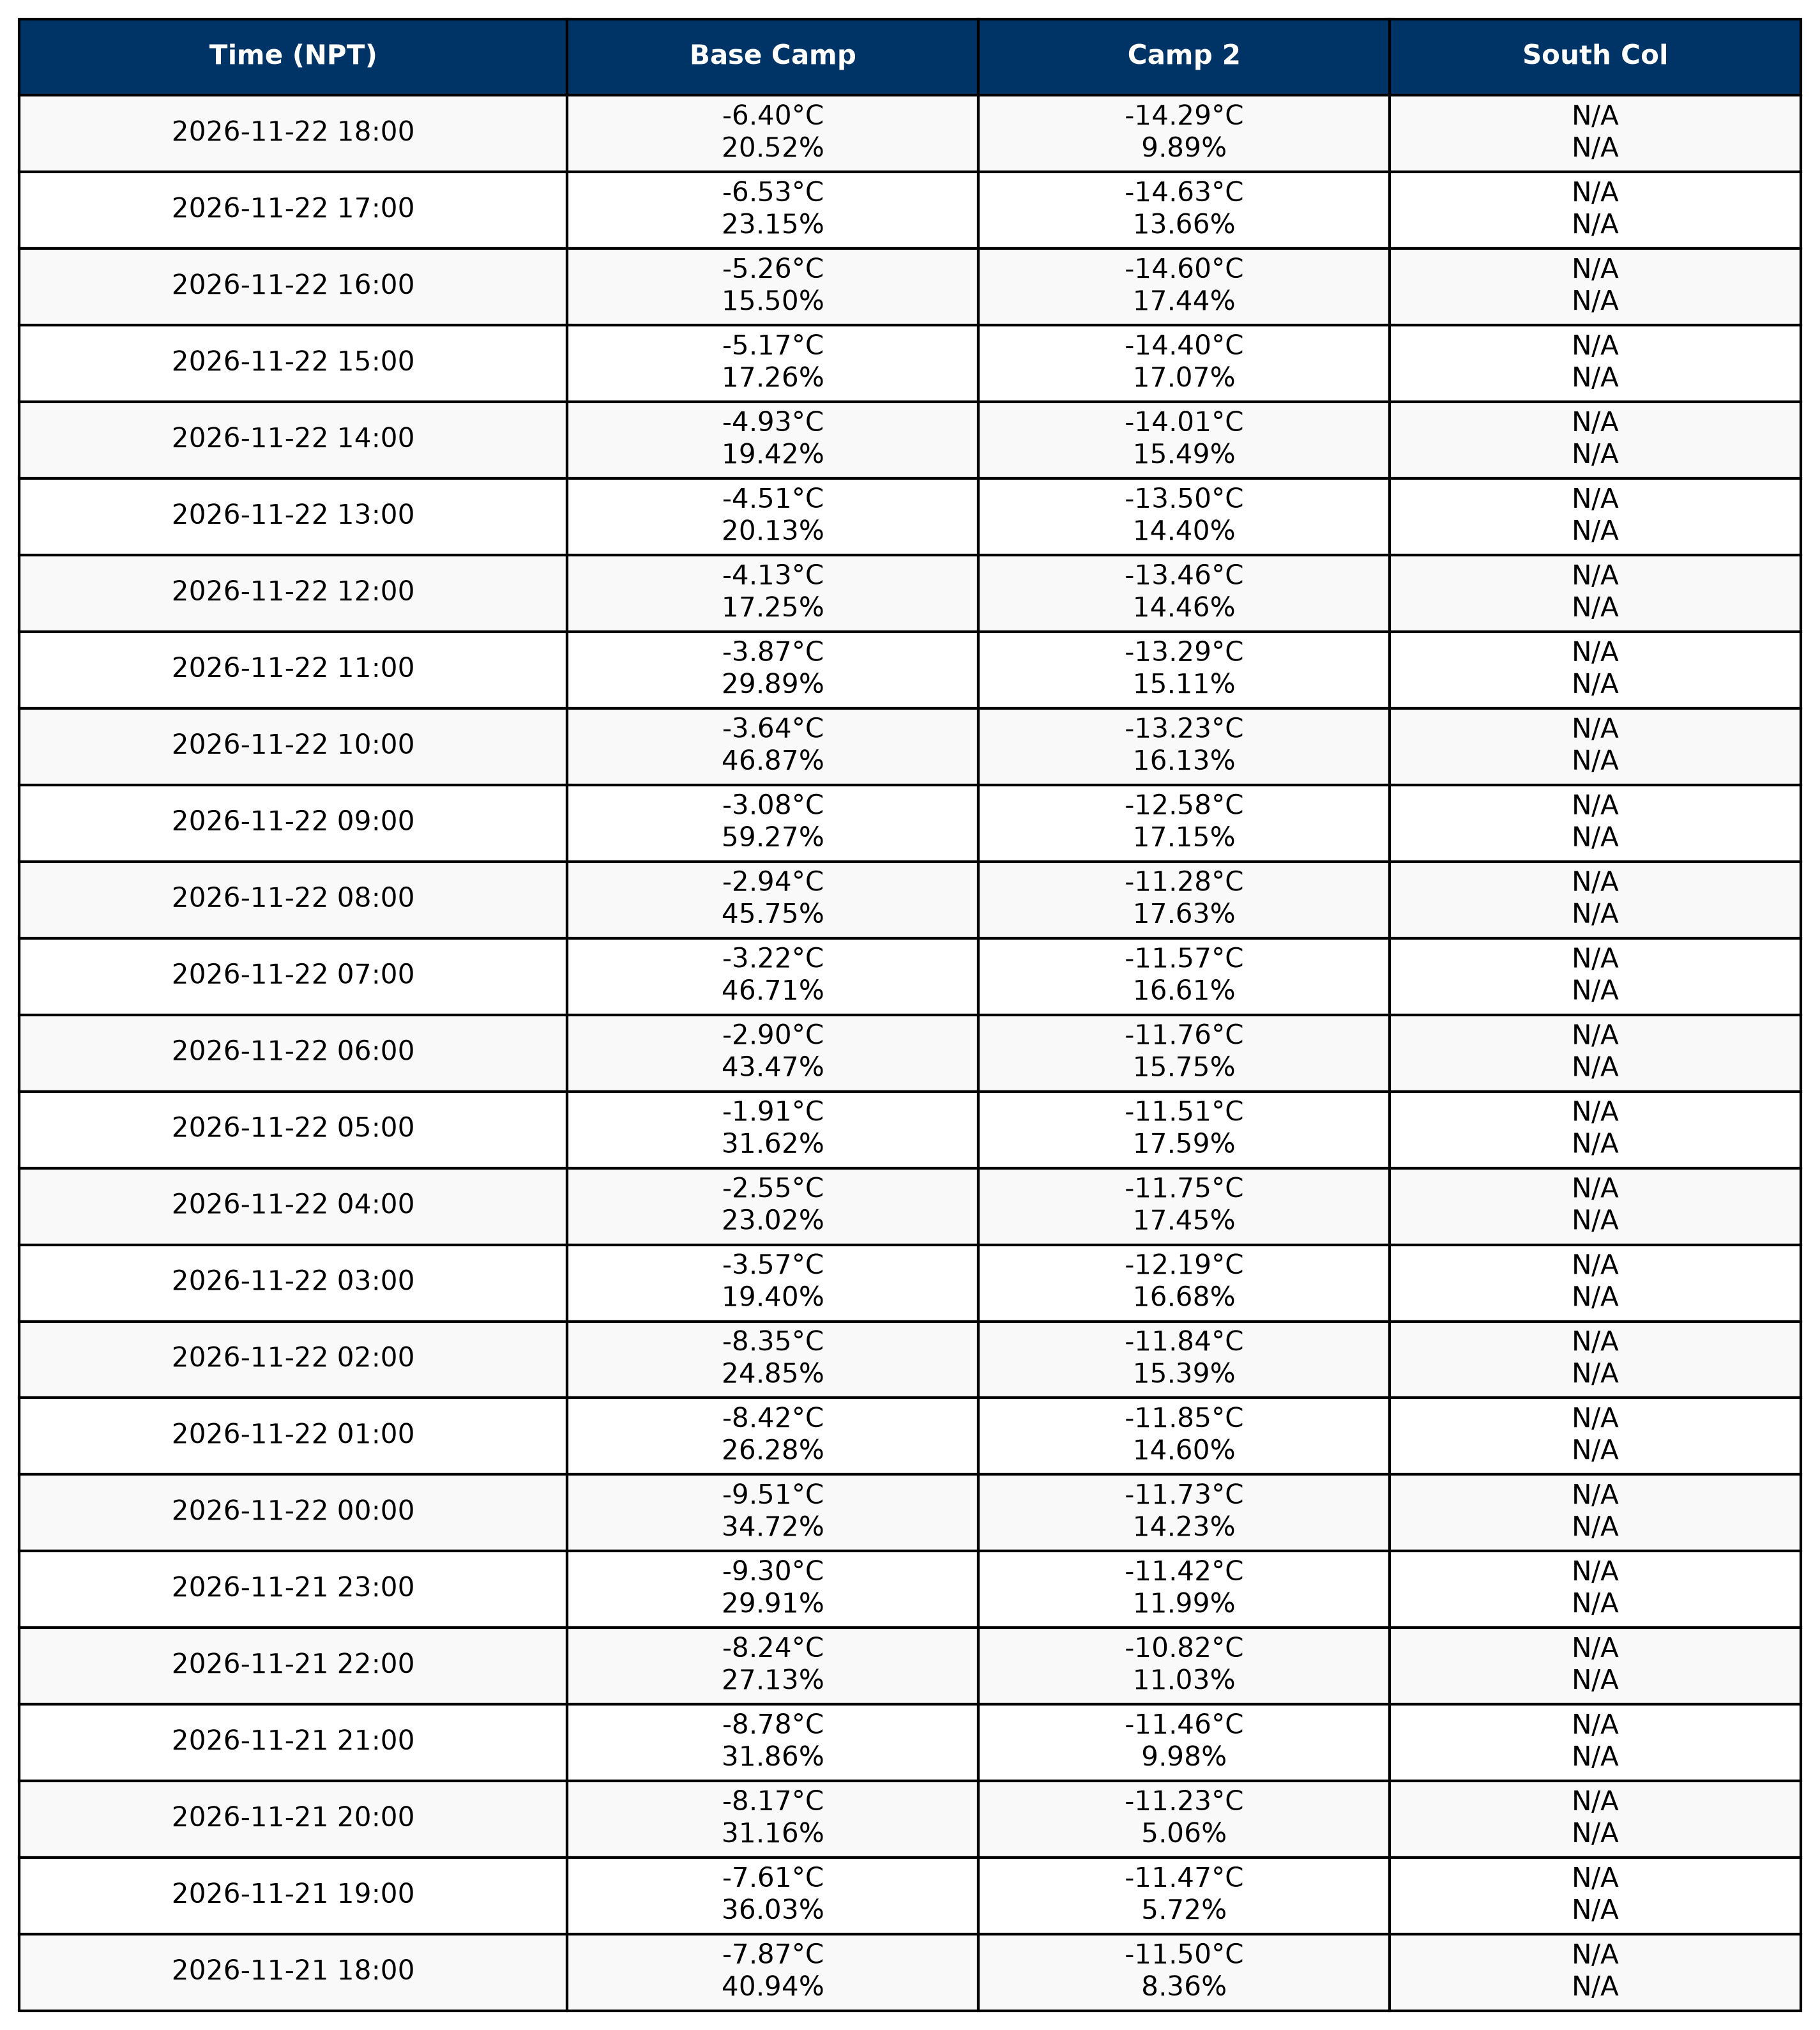 Time (NPT) Base Camp Camp 2 South Col
2026-11-22 18:00 -6.40°C 20.52% -14.29°C 9.89% N/A N/A
2026-11-22 17:00 -6.53°C 23.15% -14.63°C 13.66% N/A N/A
2026-11-22 16:00 -5.26°C 15.50% -14.60°C 17.44% N/A N/A
2026-11-22 15:00 -5.17°C 17.26% -14.40°C 17.07% N/A N/A
2026-11-22 14:00 -4.93°C 19.42% -14.01°C 15.49% N/A N/A
2026-11-22 13:00 -4.51°C 20.13% -13.50°C 14.40% N/A N/A
2026-11-22 12:00 -4.13°C 17.25% -13.46°C 14.46% N/A N/A
2026-11-22 11:00 -3.87°C 29.89% -13.29°C 15.11% N/A N/A
2026-11-22 10:00 -3.64°C 46.87% -13.23°C 16.13% N/A N/A
2026-11-22 09:00 -3.08°C 59.27% -12.58°C 17.15% N/A N/A
2026-11-22 08:00 -2.94°C 45.75% -11.28°C 17.63% N/A N/A
2026-11-22 07:00 -3.22°C 46.71% -11.57°C 16.61% N/A N/A
2026-11-22 06:00 -2.90°C 43.47% -11.76°C 15.75% N/A N/A
2026-11-22 05:00 -1.91°C 31.62% -11.51°C 17.59% N/A N/A
2026-11-22 04:00 -2.55°C 23.02% -11.75°C 17.45% N/A N/A
2026-11-22 03:00 -3.57°C 19.40% -12.19°C 16.68% N/A N/A
2026-11-22 02:00 -8.35°C 24.85% -11.84°C 15.39% N/A N/A
2026-11-22 01:00 -8.42°C 26.28% -11.85°C 14.60% N/A N/A
2026-11-22 00:00 -9.51°C 34.72% -11.73°C 14.23% N/A N/A
2026-11-21 23:00 -9.30°C 29.91% -11.42°C 11.99% N/A N/A
2026-11-21 22:00 -8.24°C 27.13% -10.82°C 11.03% N/A N/A
2026-11-21 21:00 -8.78°C 31.86% -11.46°C 9.98% N/A N/A
2026-11-21 20:00 -8.17°C 31.16% -11.23°C 5.06% N/A N/A
2026-11-21 19:00 -7.61°C 36.03% -11.47°C 5.72% N/A N/A
2026-11-21 18:00 -7.87°C 40.94% -11.50°C 8.36% N/A N/A